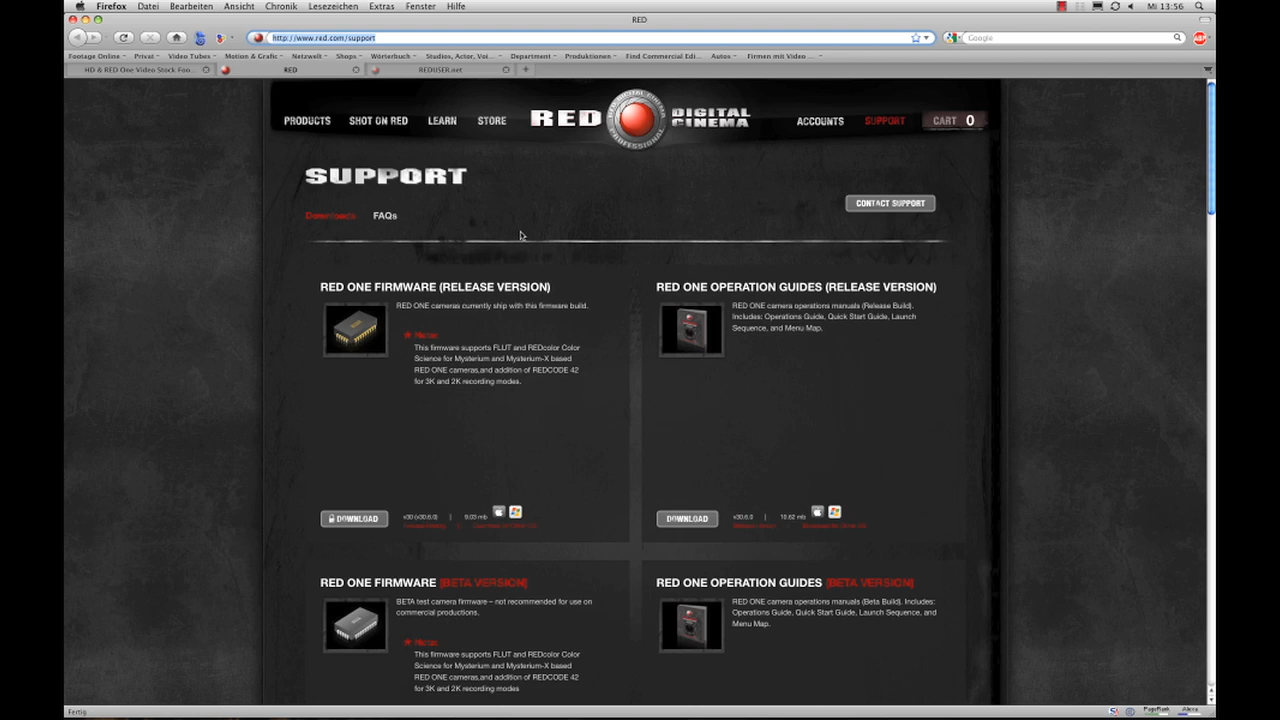 Firefox Datei Bearbeiten Ansicht Chronik Lesezeichen Extras Fenster Hilfe Mi 13:56
RED
http://www.red.com/support Google ABP
Footage Online Privat Video Tubes Motion & Grafic Netzwelt Shops Wörterbuch Studios, Actor, Voi... Department Produktionen Find Commercial Edi... Autos Firmen mit Video ...
HD & RED One Video Stock Foo... RED REDUSER.net
PRODUCTS SHOT ON RED LEARN STORE RED DIGITAL CINEMA ACCOUNTS SUPPORT CART 0
SUPPORT
CONTACT SUPPORT
Downloads FAQs
RED ONE FIRMWARE (RELEASE VERSION)
RED ONE cameras currently ship with this firmware build.
Notes:
This firmware supports FLUT and REDcolor Color
Science for Mysterium and Mysterium-X based
RED ONE cameras,and addition of REDCODE 42
for 3K and 2K recording modes.
DOWNLOAD v30 (v30.6.0) | 9.03 mb
RED ONE OPERATION GUIDES (RELEASE VERSION)
RED ONE camera operations manuals (Release Build).
Includes: Operations Guide, Quick Start Guide, Launch
Sequence, and Menu Map.
DOWNLOAD v30.6.0 | 10.62 mb
RED ONE FIRMWARE [BETA VERSION]
BETA test camera firmware – not recommended for use on
commercial productions.
Notes:
This firmware supports FLUT and REDcolor Color
Science for Mysterium and Mysterium-X based
RED ONE cameras,and addition of REDCODE 42
for 3K and 2K recording modes
RED ONE OPERATION GUIDES [BETA VERSION]
RED ONE camera operations manuals (Beta Build). Includes:
Operations Guide, Quick Start Guide, Launch Sequence, and
Menu Map.
Fertig PageRank Alexa